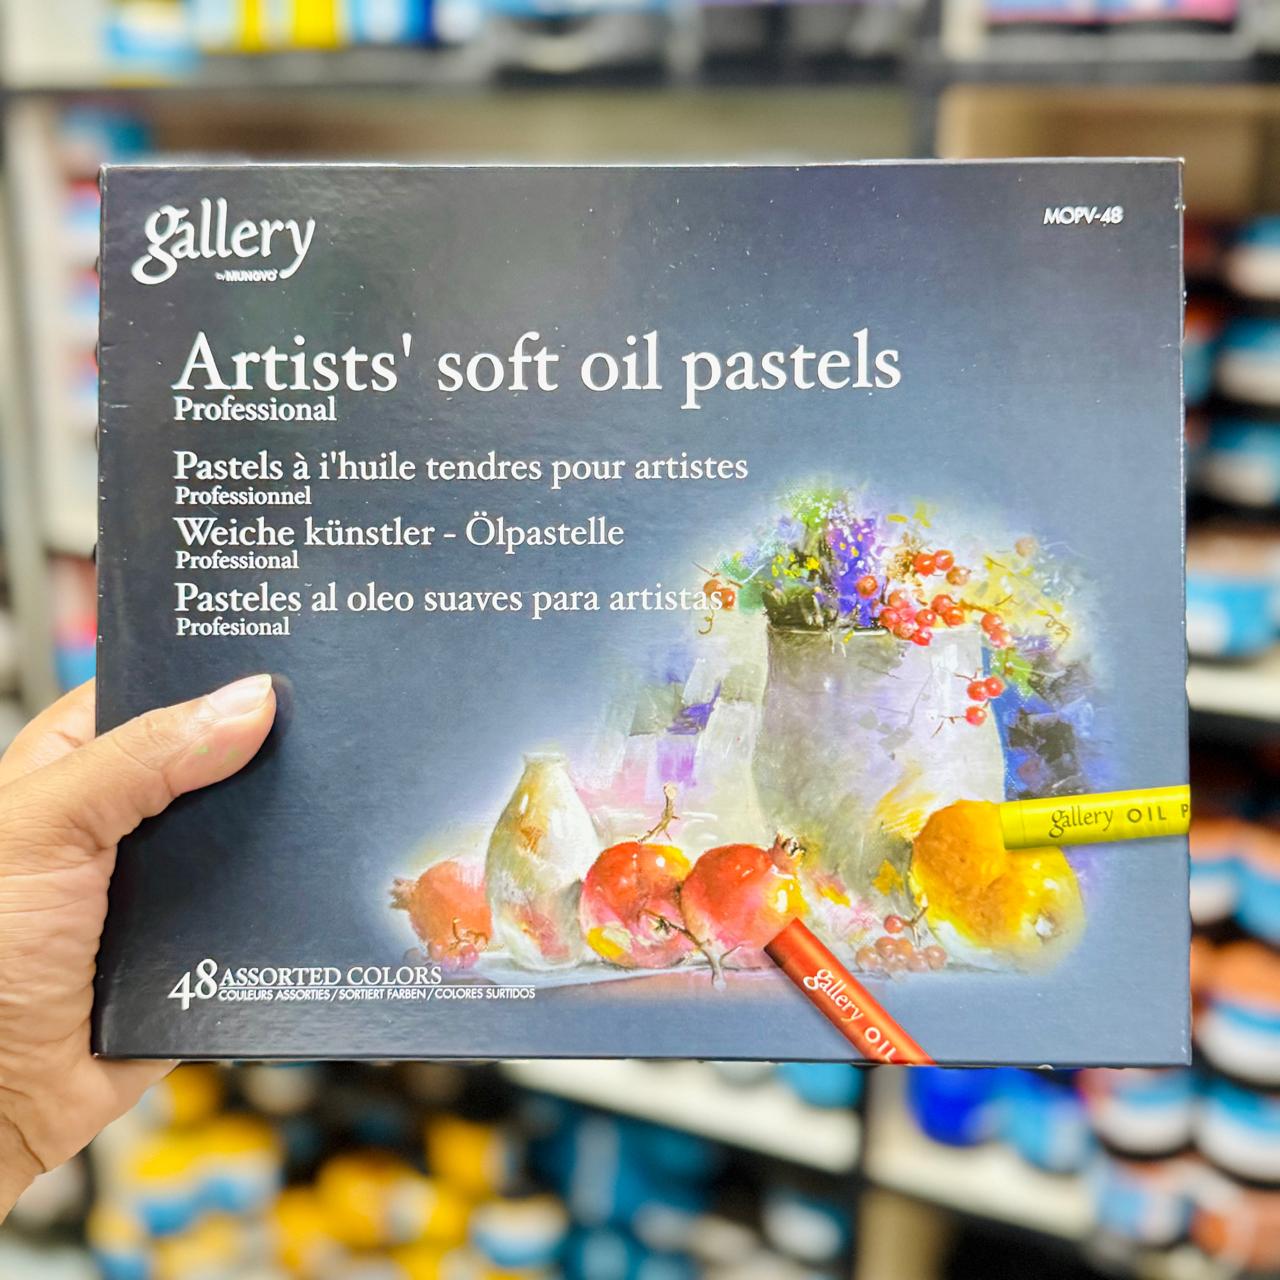 gallery
by MUNGYO
MOPV-48
Artists' soft oil pastels
Professional
Pastels à i'huile tendres pour artistes
Professionnel
Weiche künstler - Ölpastelle
Professional
Pasteles al oleo suaves para artistas
Profesional
gallery OIL P
gallery OIL
48 ASSORTED COLORS
COULEURS ASSORTIES / SORTIERT FARBEN / COLORES SURTIDOS